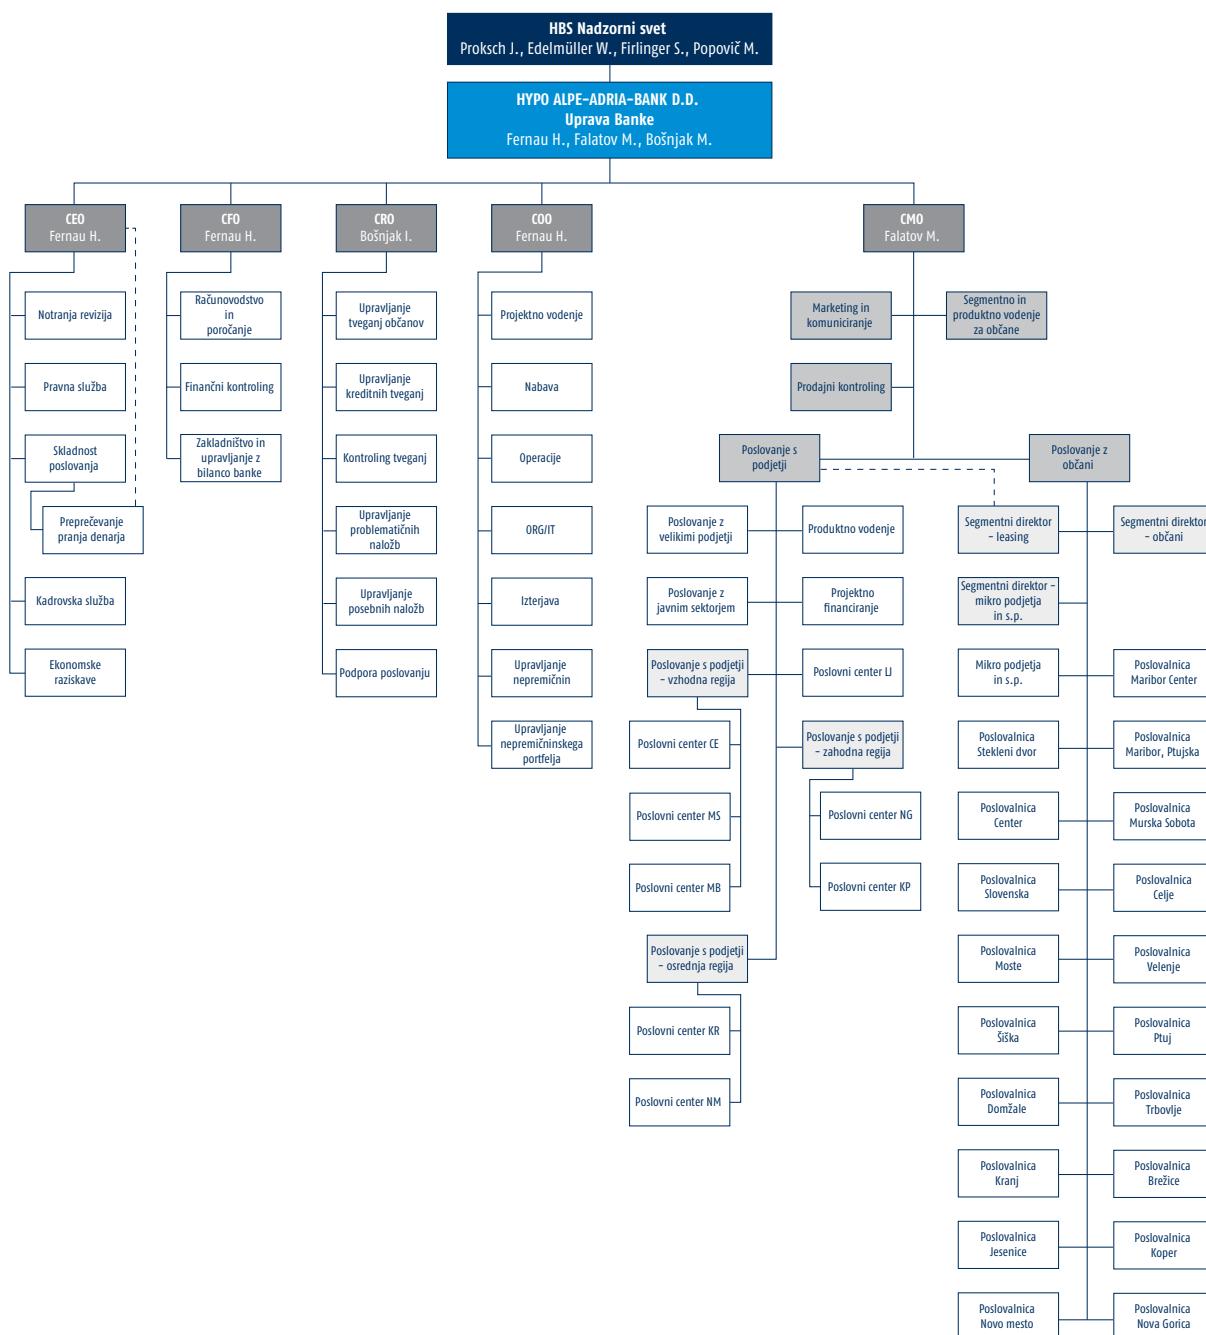 HBS Nadzorni svet
Proksch J., Edelmüller W., Firlinger S., Popovič M.
HYPO ALPE-ADRIA-BANK D.D.
Uprava Banke
Fernau H., Falatov M., Bošnjak M.
CEO
Fernau H.
CFO
Fernau H.
CRO
Bošnjak I.
COO
Fernau H.
CMO
Falatov M.
Notranja revizija
Pravna služba
Skladnost
poslovanja
Preprečevanje
pranja denarja
Kadrovska služba
Ekonomske
raziskave
Računovodstvo
in
poročanje
Finančni kontroling
Zakladništvo in
upravljanje z
bilanco banke
Upravljanje
tveganj občanov
Upravljanje
kreditnih tveganj
Kontroling tveganj
Upravljanje
problematičnih
naložb
Upravljanje
posebnih naložb
Podpora poslovanju
Projektno vodenje
Nabava
Operacije
ORG/IT
Izterjava
Upravljanje
nepremičnin
Upravljanje
nepremičninskega
portfelja
Marketing in
komuniciranje
Segmentno in
produktno vodenje
za občane
Prodajni kontroling
Poslovanje s
podjetji
Poslovanje z
občani
Poslovanje z
velikimi podjetji
Produktno vodenje
Poslovanje z
javnim sektorjem
Projektno
financiranje
Poslovanje s podjetji
- vzhodna regija
Poslovni center LJ
Poslovni center CE
Poslovanje s podjetji
- zahodna regija
Poslovni center MS
Poslovni center NG
Poslovni center MB
Poslovni center KP
Poslovanje s podjetji
- osrednja regija
Poslovni center KR
Poslovni center NM
Segmentni direktor
- leasing
Segmentni direktor
- občani
Segmentni direktor -
mikro podjetja
in s.p.
Mikro podjetja
in s.p.
Poslovalnica
Maribor Center
Poslovalnica
Stekleni dvor
Poslovalnica
Maribor, Ptujska
Poslovalnica
Center
Poslovalnica
Murska Sobota
Poslovalnica
Slovenska
Poslovalnica
Celje
Poslovalnica
Moste
Poslovalnica
Velenje
Poslovalnica
Šiška
Poslovalnica
Ptuj
Poslovalnica
Domžale
Poslovalnica
Trbovlje
Poslovalnica
Kranj
Poslovalnica
Brežice
Poslovalnica
Jesenice
Poslovalnica
Koper
Poslovalnica
Novo mesto
Poslovalnica
Nova Gorica